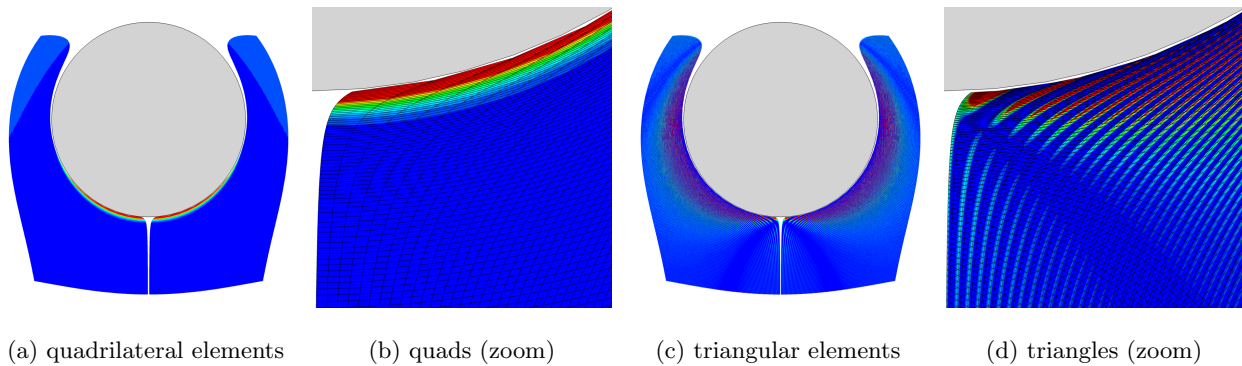 (a) quadrilateral elements
(b) quads (zoom)
(c) triangular elements
(d) triangles (zoom)